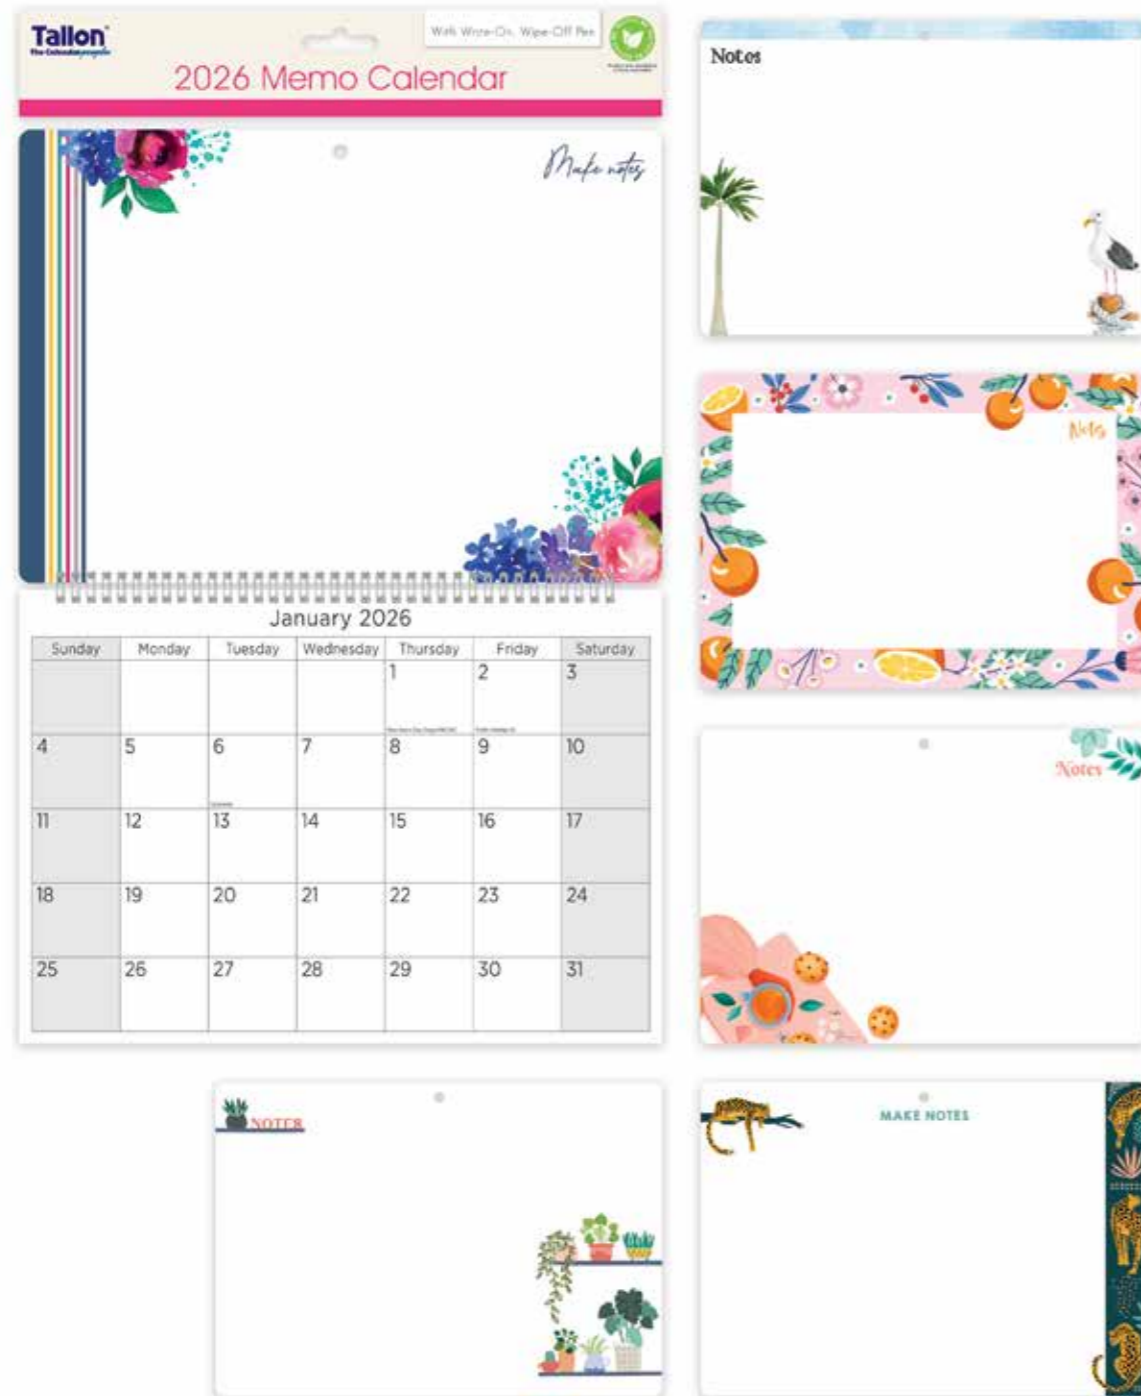 Tallon
The Calendar people
With Write-On, Wipe-Off Pen
2026 Memo Calendar
Make notes
January 2026
Sunday Monday Tuesday Wednesday Thursday Friday Saturday
1 2 3
4 5 6 7 8 9 10
11 12 13 14 15 16 17
18 19 20 21 22 23 24
25 26 27 28 29 30 31
Notes
Notes
Notes
NOTES
MAKE NOTES